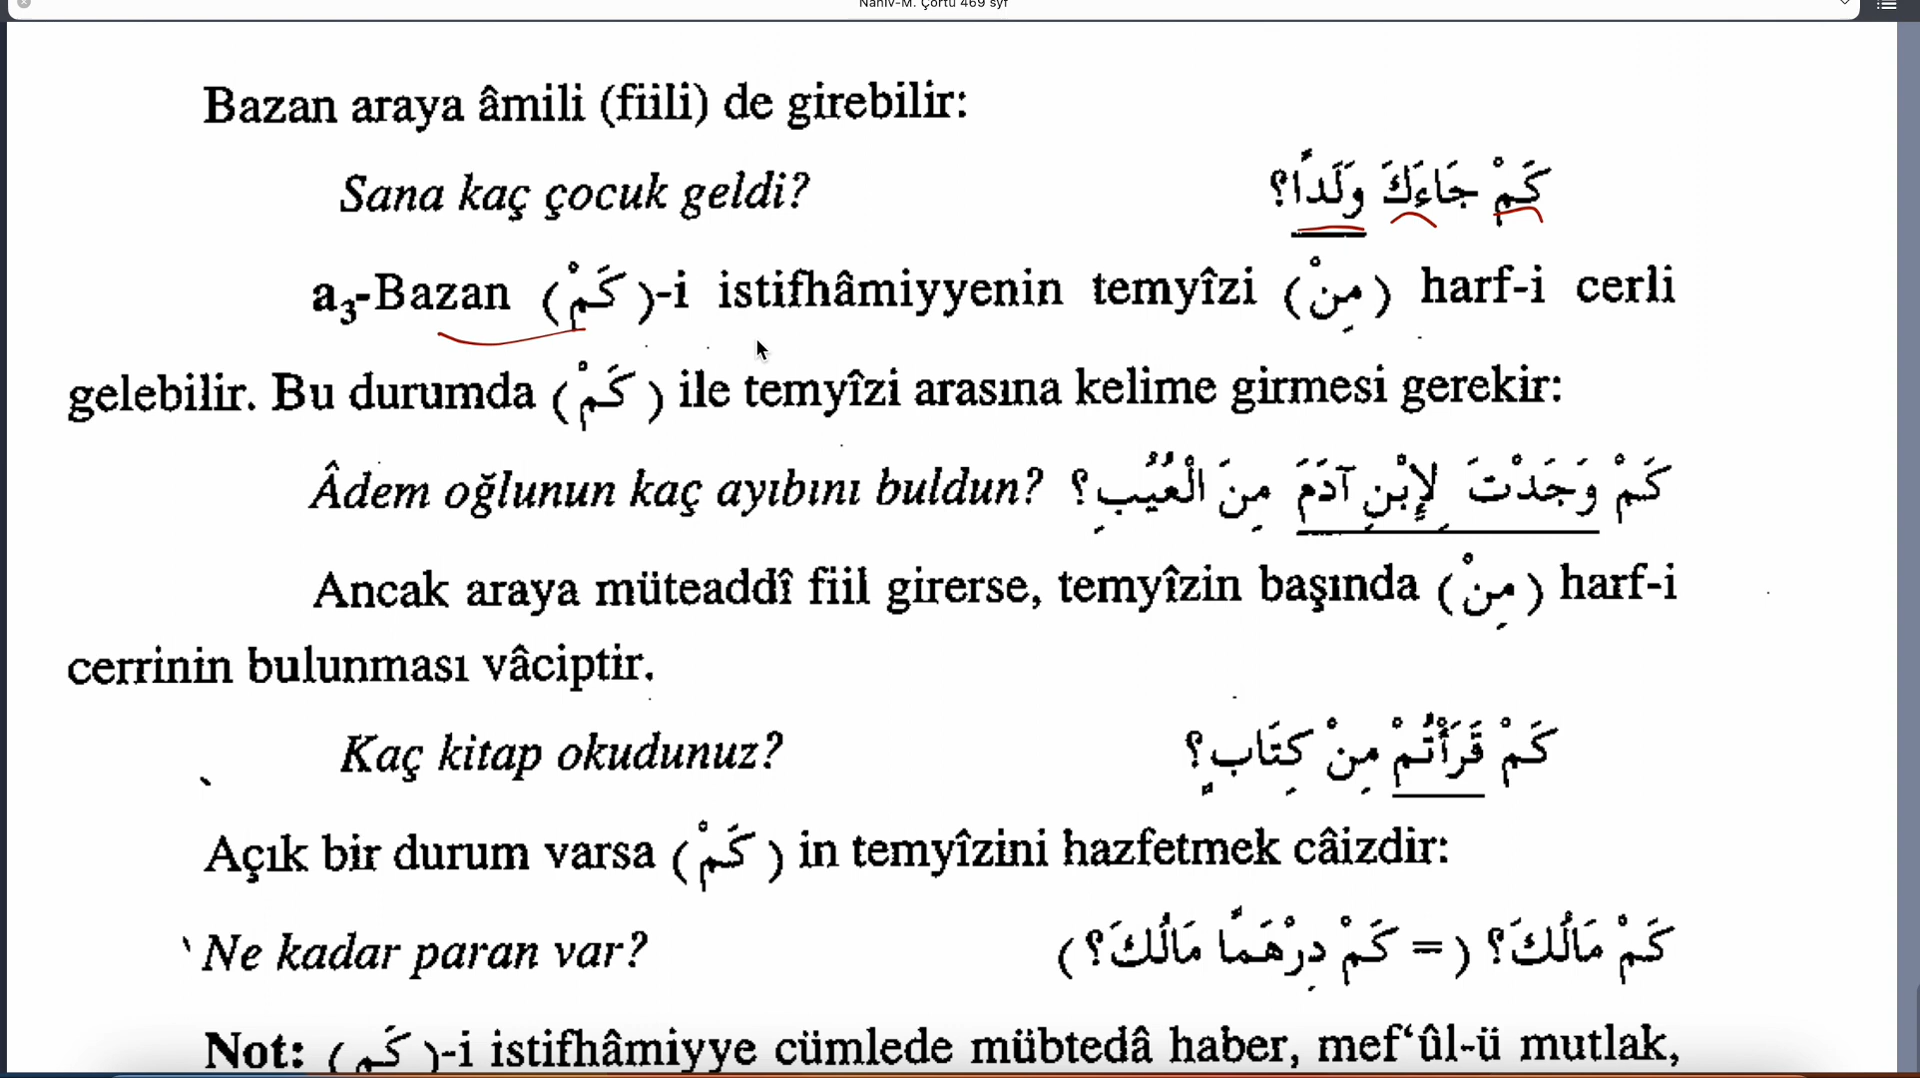 Nahiv-M. Çörtü 469 syf
Bazan araya âmili (fiili) de girebilir:
Sana kaç çocuk geldi? كَمْ جَاءَكَ وَلَداً؟
a3-Bazan (كَمْ)-i istifhâmiyyenin temyîzi (مِنْ) harf-i cerli
gelebilir. Bu durumda (كَمْ) ile temyîzi arasına kelime girmesi gerekir:
Âdem oğlunun kaç ayıbını buldun? كَمْ وَجَدْتَ لِإِبْنِ آدَمَ مِنَ الْعُيُبِ؟
Ancak araya müteaddî fiil girerse, temyîzin başında (مِنْ) harf-i
cerrinin bulunması vâciptir.
Kaç kitap okudunuz? كَمْ قَرَأْتُمْ مِنْ كِتَابٍ؟
Açık bir durum varsa (كَمْ) in temyîzini hazfetmek câizdir:
Ne kadar paran var? كَمْ مَالُكَ؟ (= كَمْ دِرْهَمًا مَالُكَ؟)
Not: (كَم)-i istifhâmiyye cümlede mübtedâ haber, mef‘ûl-ü mutlak,